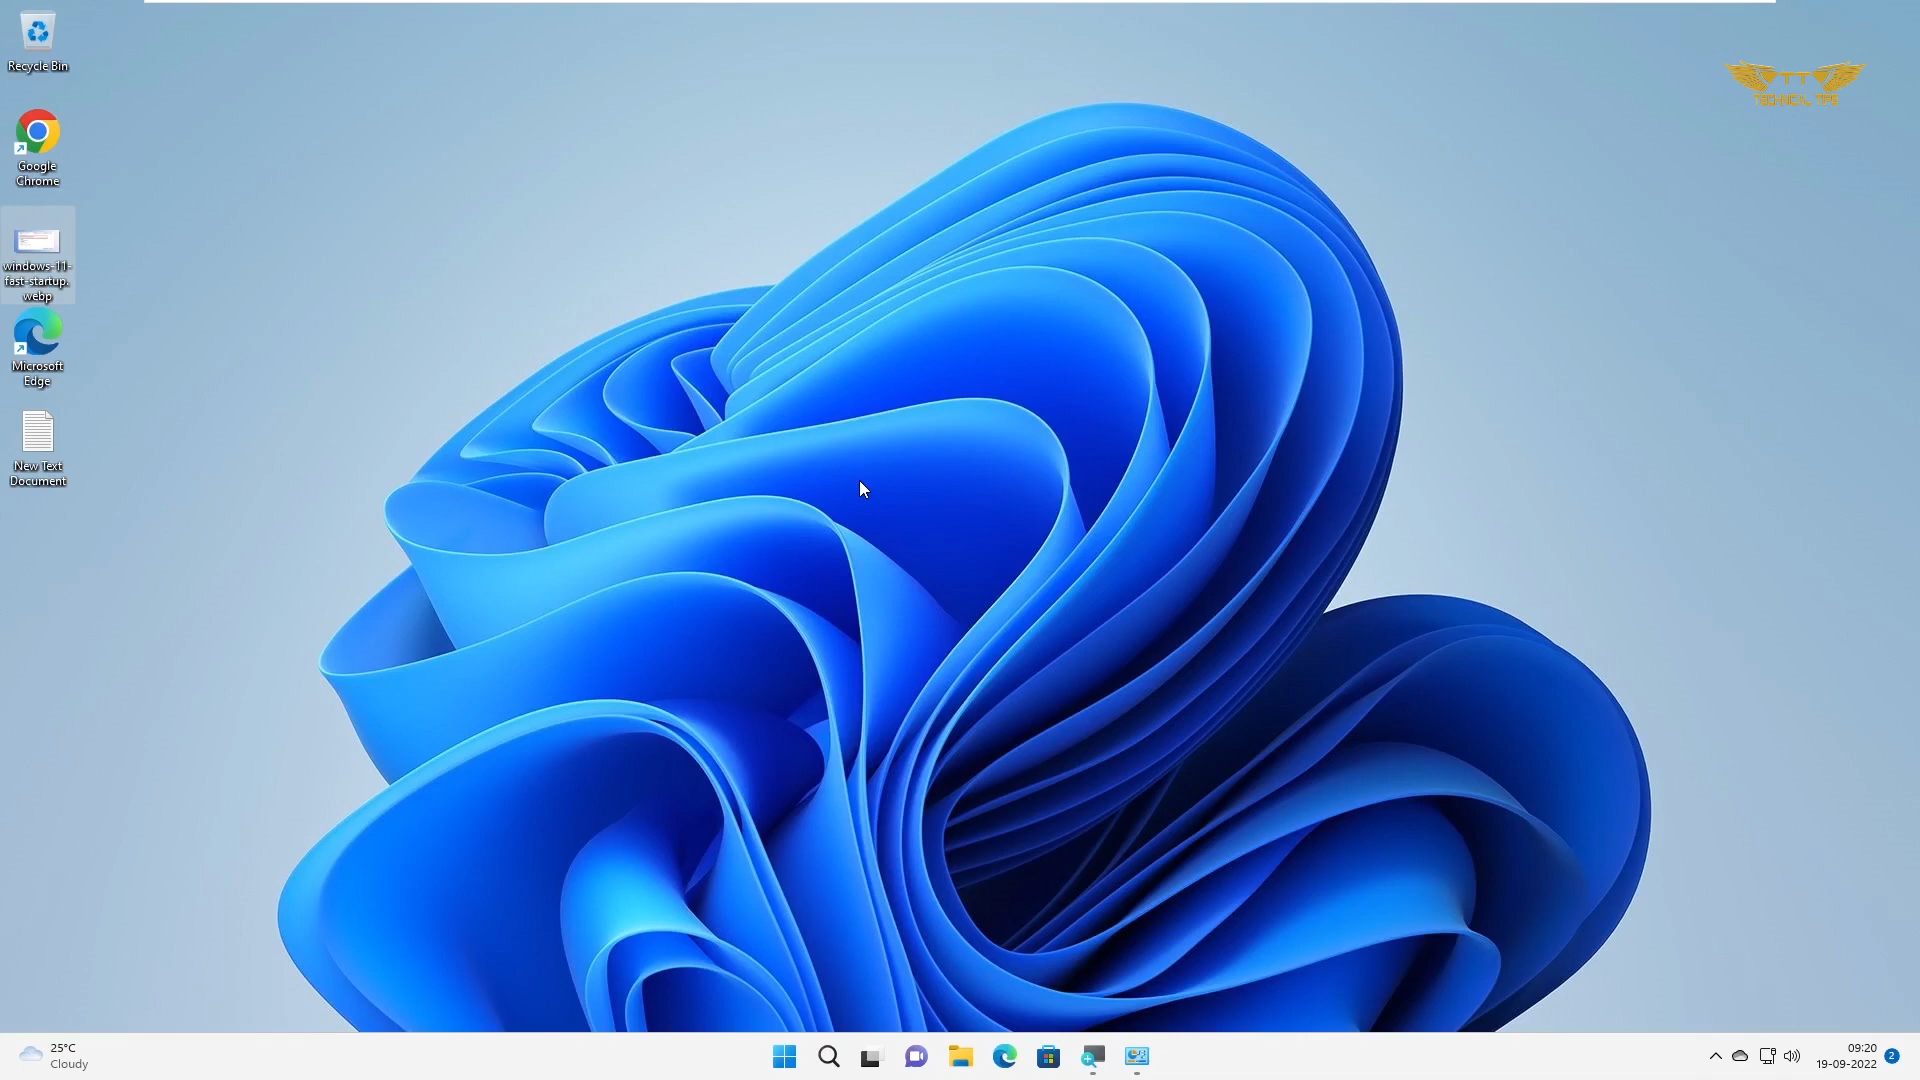 Recycle Bin
TT
TECHNICAL TIPS
Google
Chrome
windows-11-
fast-startup.
webp
Microsoft
Edge
New Text
Document
25°C
Cloudy
09:20
19-09-2022
2